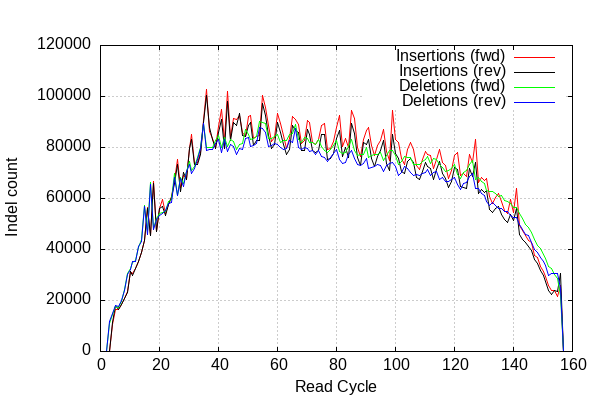 120000
100000
80000
60000
40000
20000
0
Indel count
Insertions (fwd)
Insertions (rev)
Deletions (fwd)
Deletions (rev)
0 20 40 60 80 100 120 140 160
Read Cycle